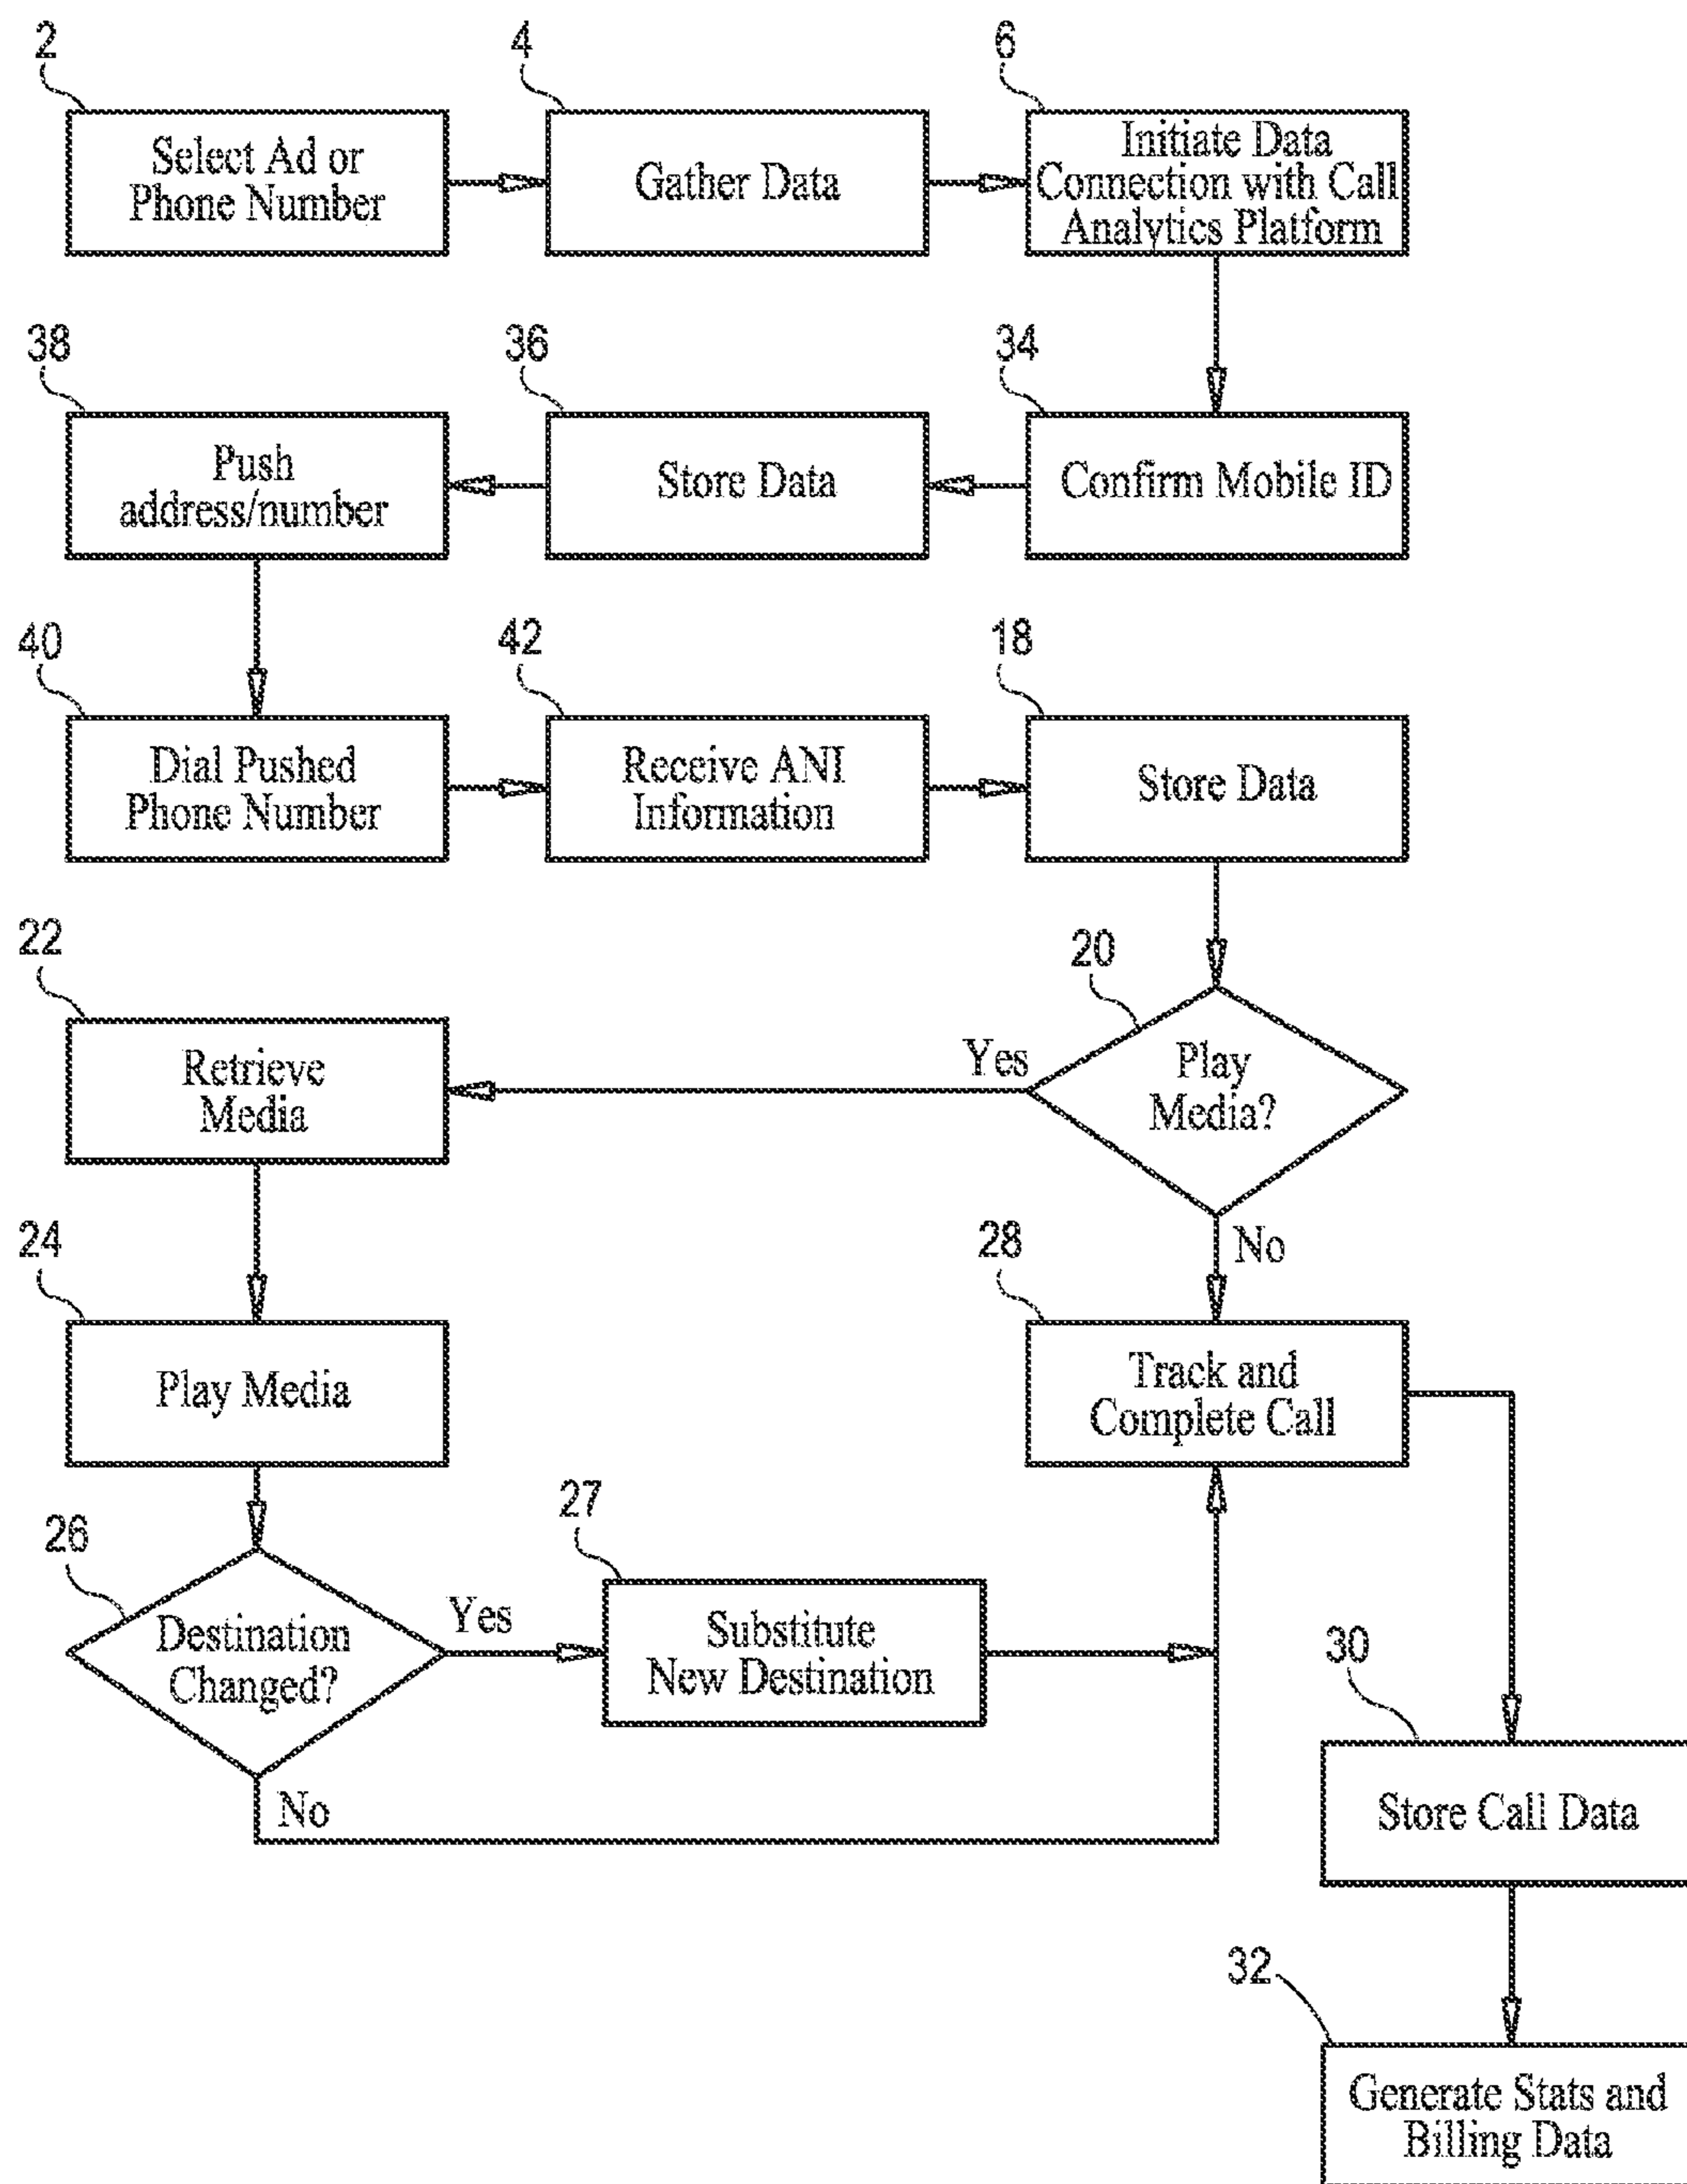 2
4
6
Select Ad or
Phone Number
Gather Data
Initiate Data
Connection with Call
Analytics Platform
38
36
34
Push
address/number
Store Data
Confirm Mobile ID
40
42
18
Dial Pushed
Phone Number
Receive ANI
Information
Store Data
22
20
Retrieve
Media
Yes
Play
Media?
No
24
28
Play Media
Track and
Complete Call
26
27
Destination
Changed?
Yes
Substitute
New Destination
No
30
Store Call Data
32
Generate Stats and
Billing Data